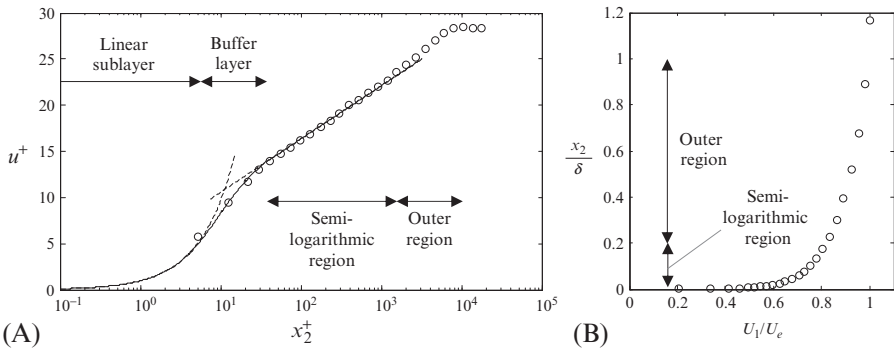 30
25
20
15
10
5
0
u+
Linear
sublayer
Buffer
layer
Semi-
logarithmic
region
Outer
region
10−1
100
101
102
103
104
105
x2+
(A)
1.2
1
0.8
0.6
0.4
0.2
0
x2
δ
Outer
region
Semi-
logarithmic
region
0
0.2
0.4
0.6
0.8
1
U1/Ue
(B)